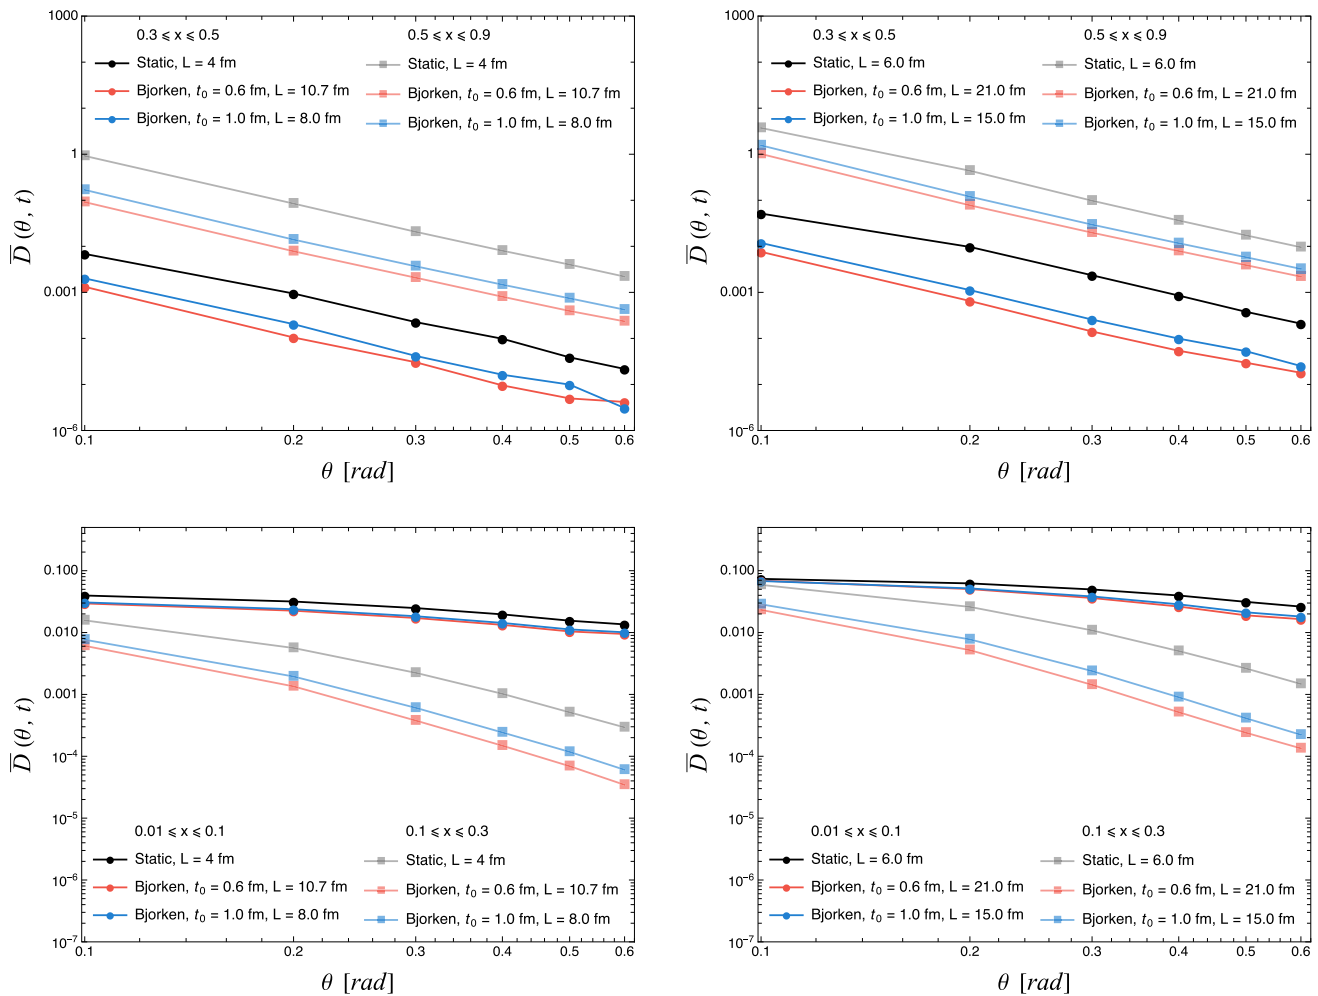 1000
1
0.001
10⁻⁶
D̅ (θ, t)
0.3 ⩽ x ⩽ 0.5
Static, L = 4 fm
Bjorken, t₀ = 0.6 fm, L = 10.7 fm
Bjorken, t₀ = 1.0 fm, L = 8.0 fm
0.5 ⩽ x ⩽ 0.9
Static, L = 4 fm
Bjorken, t₀ = 0.6 fm, L = 10.7 fm
Bjorken, t₀ = 1.0 fm, L = 8.0 fm
0.1 0.2 0.3 0.4 0.5 0.6
θ [rad]
1000
1
0.001
10⁻⁶
D̅ (θ, t)
0.3 ⩽ x ⩽ 0.5
Static, L = 6.0 fm
Bjorken, t₀ = 0.6 fm, L = 21.0 fm
Bjorken, t₀ = 1.0 fm, L = 15.0 fm
0.5 ⩽ x ⩽ 0.9
Static, L = 6.0 fm
Bjorken, t₀ = 0.6 fm, L = 21.0 fm
Bjorken, t₀ = 1.0 fm, L = 15.0 fm
0.1 0.2 0.3 0.4 0.5 0.6
θ [rad]
0.100
0.010
0.001
10⁻⁴
10⁻⁵
10⁻⁶
10⁻⁷
D̅ (θ, t)
0.01 ⩽ x ⩽ 0.1
Static, L = 4 fm
Bjorken, t₀ = 0.6 fm, L = 10.7 fm
Bjorken, t₀ = 1.0 fm, L = 8.0 fm
0.1 ⩽ x ⩽ 0.3
Static, L = 4 fm
Bjorken, t₀ = 0.6 fm, L = 10.7 fm
Bjorken, t₀ = 1.0 fm, L = 8.0 fm
0.1 0.2 0.3 0.4 0.5 0.6
θ [rad]
0.100
0.010
0.001
10⁻⁴
10⁻⁵
10⁻⁶
10⁻⁷
D̅ (θ, t)
0.01 ⩽ x ⩽ 0.1
Static, L = 6.0 fm
Bjorken, t₀ = 0.6 fm, L = 21.0 fm
Bjorken, t₀ = 1.0 fm, L = 15.0 fm
0.1 ⩽ x ⩽ 0.3
Static, L = 6.0 fm
Bjorken, t₀ = 0.6 fm, L = 21.0 fm
Bjorken, t₀ = 1.0 fm, L = 15.0 fm
0.1 0.2 0.3 0.4 0.5 0.6
θ [rad]